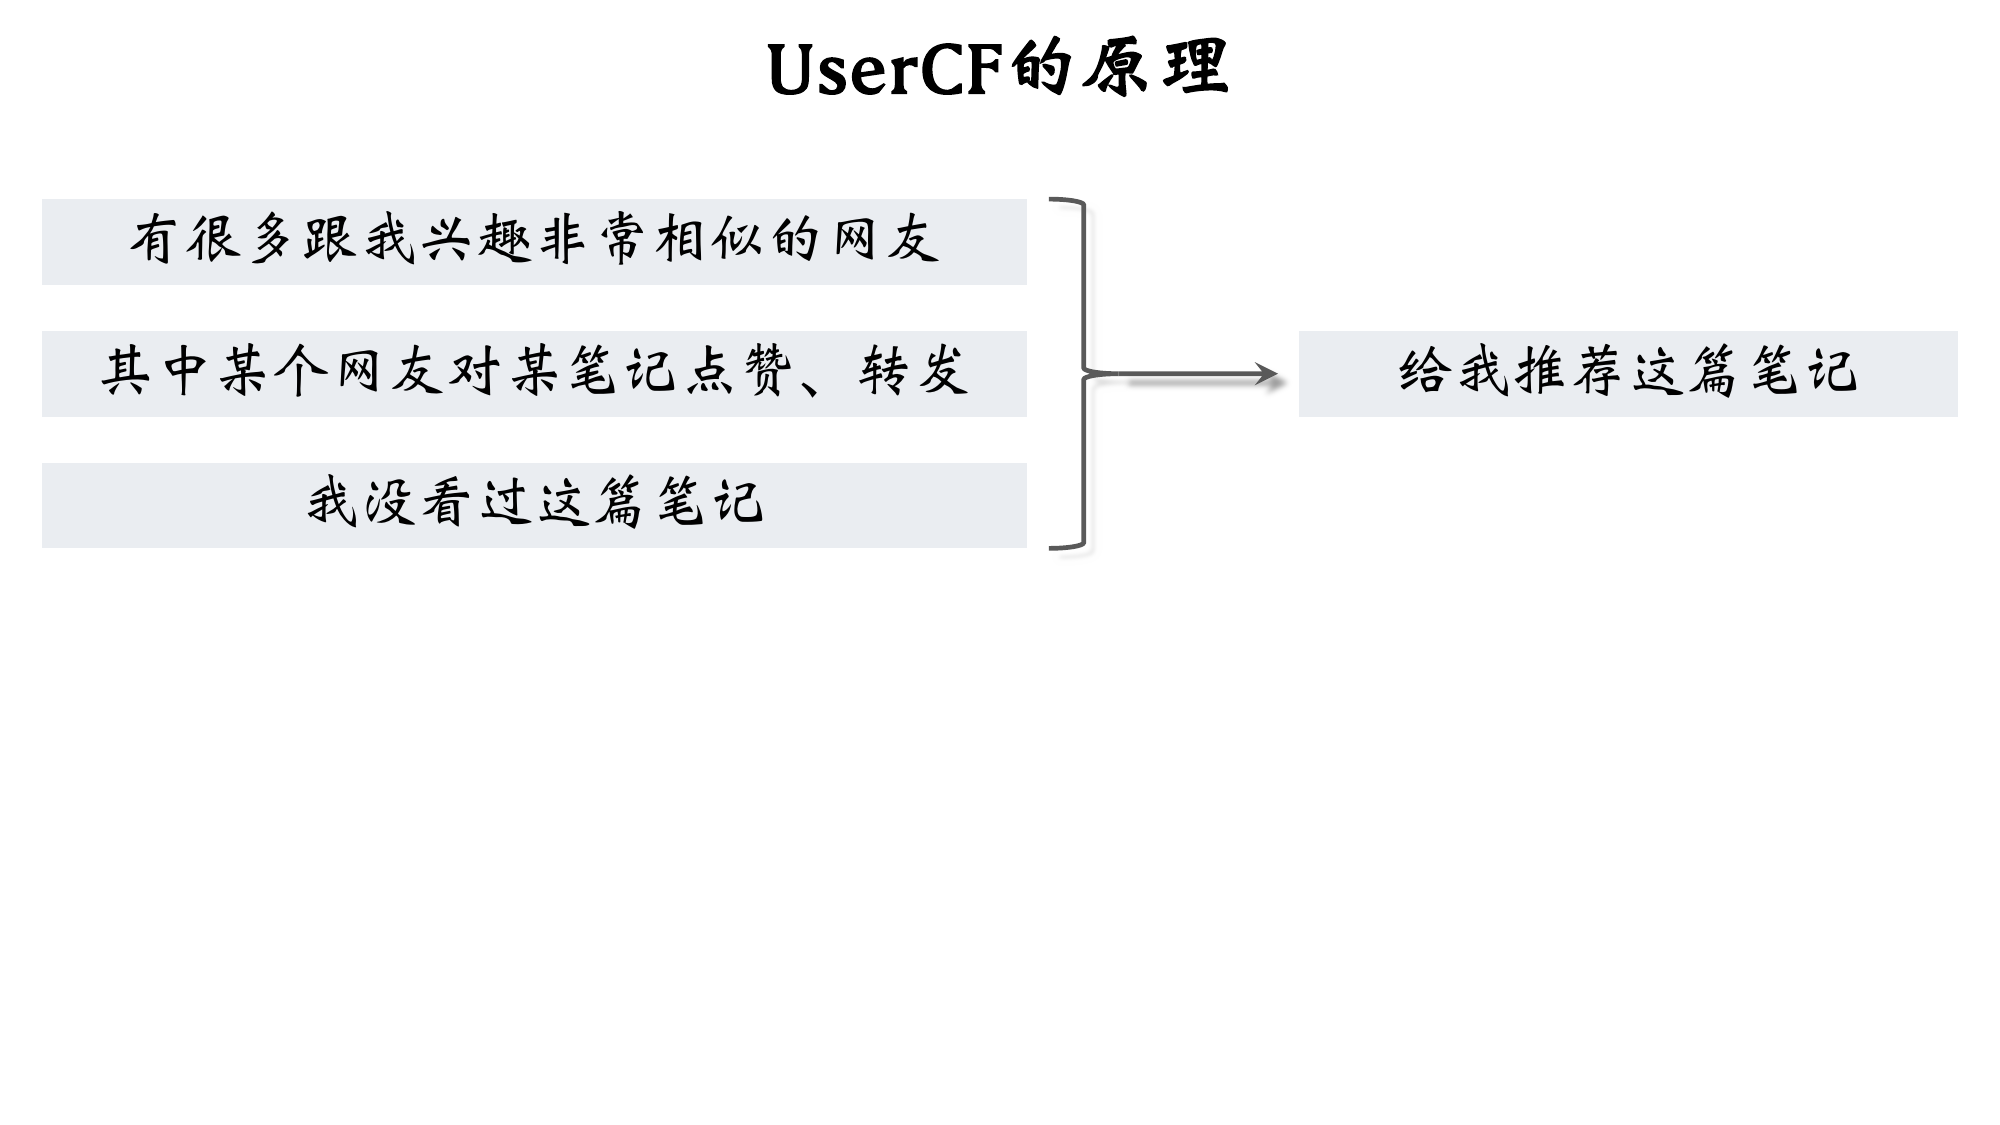 UserCF的原理
有很多跟我兴趣非常相似的网友
其中某个网友对某笔记点赞、转发
给我推荐这篇笔记
我没看过这篇笔记